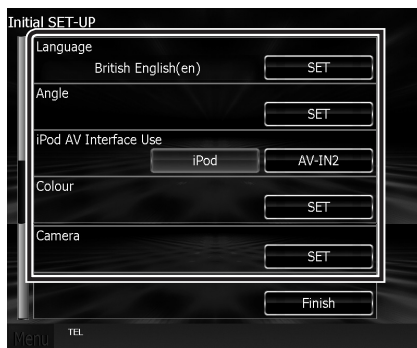 Initial SET-UP
Language
British English(en) SET
Angle
SET
iPod AV Interface Use
iPod AV-IN2
Colour
SET
Camera
SET
Finish
Menu TEL